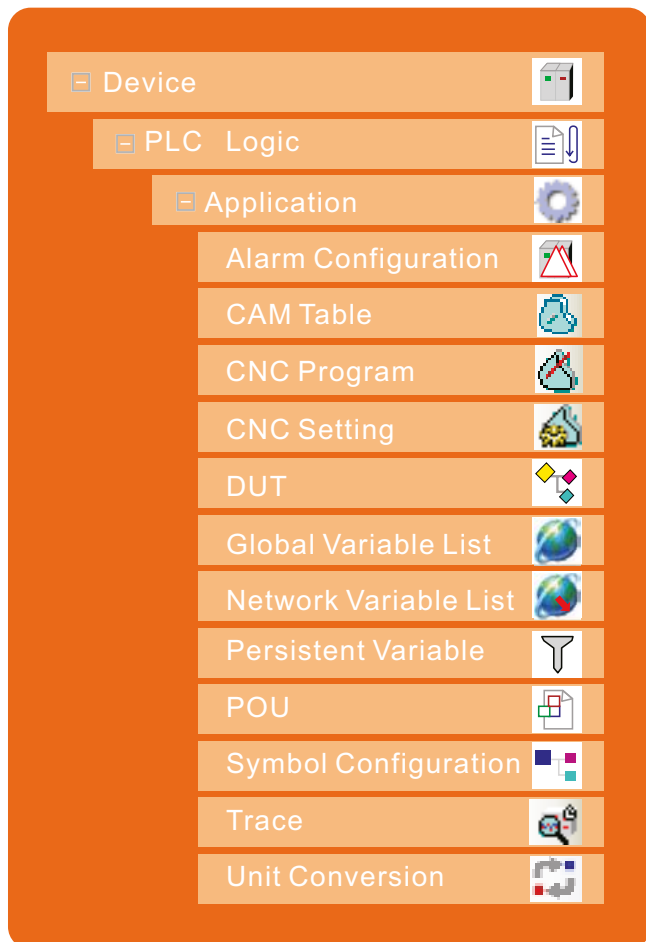 Device
PLC Logic
Application
Alarm Configuration
CAM Table
CNC Program
CNC Setting
DUT
Global Variable List
Network Variable List
Persistent Variable
POU
Symbol Configuration
Trace
Unit Conversion